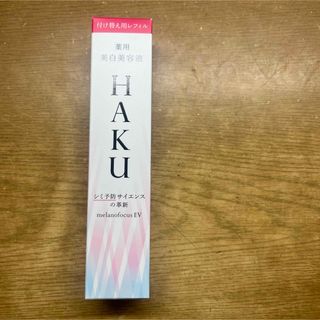 付け替え用レフィル
薬用
美白美容液
HAKU
シミ予防サイエンス
の革新
melanofocus EV